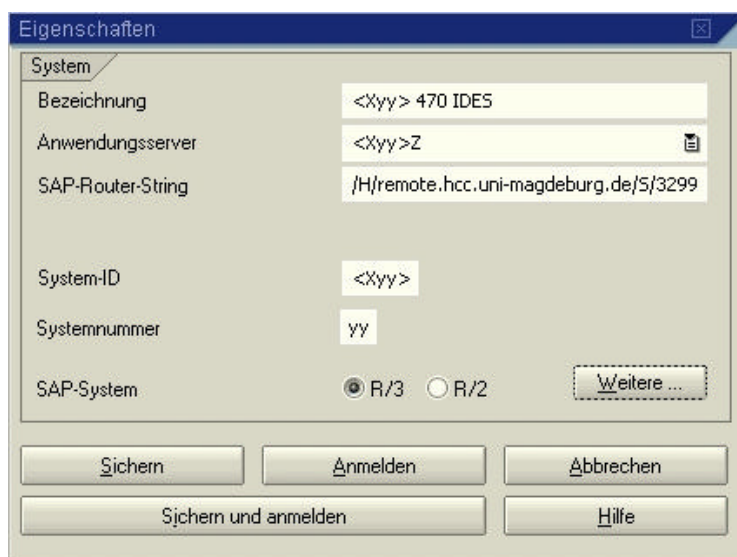 Eigenschaften
System
Bezeichnung <Xyy> 470 IDES
Anwendungsserver <Xyy>Z
SAP-Router-String /H/remote.hcc.uni-magdeburg.de/S/3299
System-ID <Xyy>
Systemnummer yy
SAP-System R/3 R/2 Weitere ...
Sichern Anmelden Abbrechen
Sichern und anmelden Hilfe